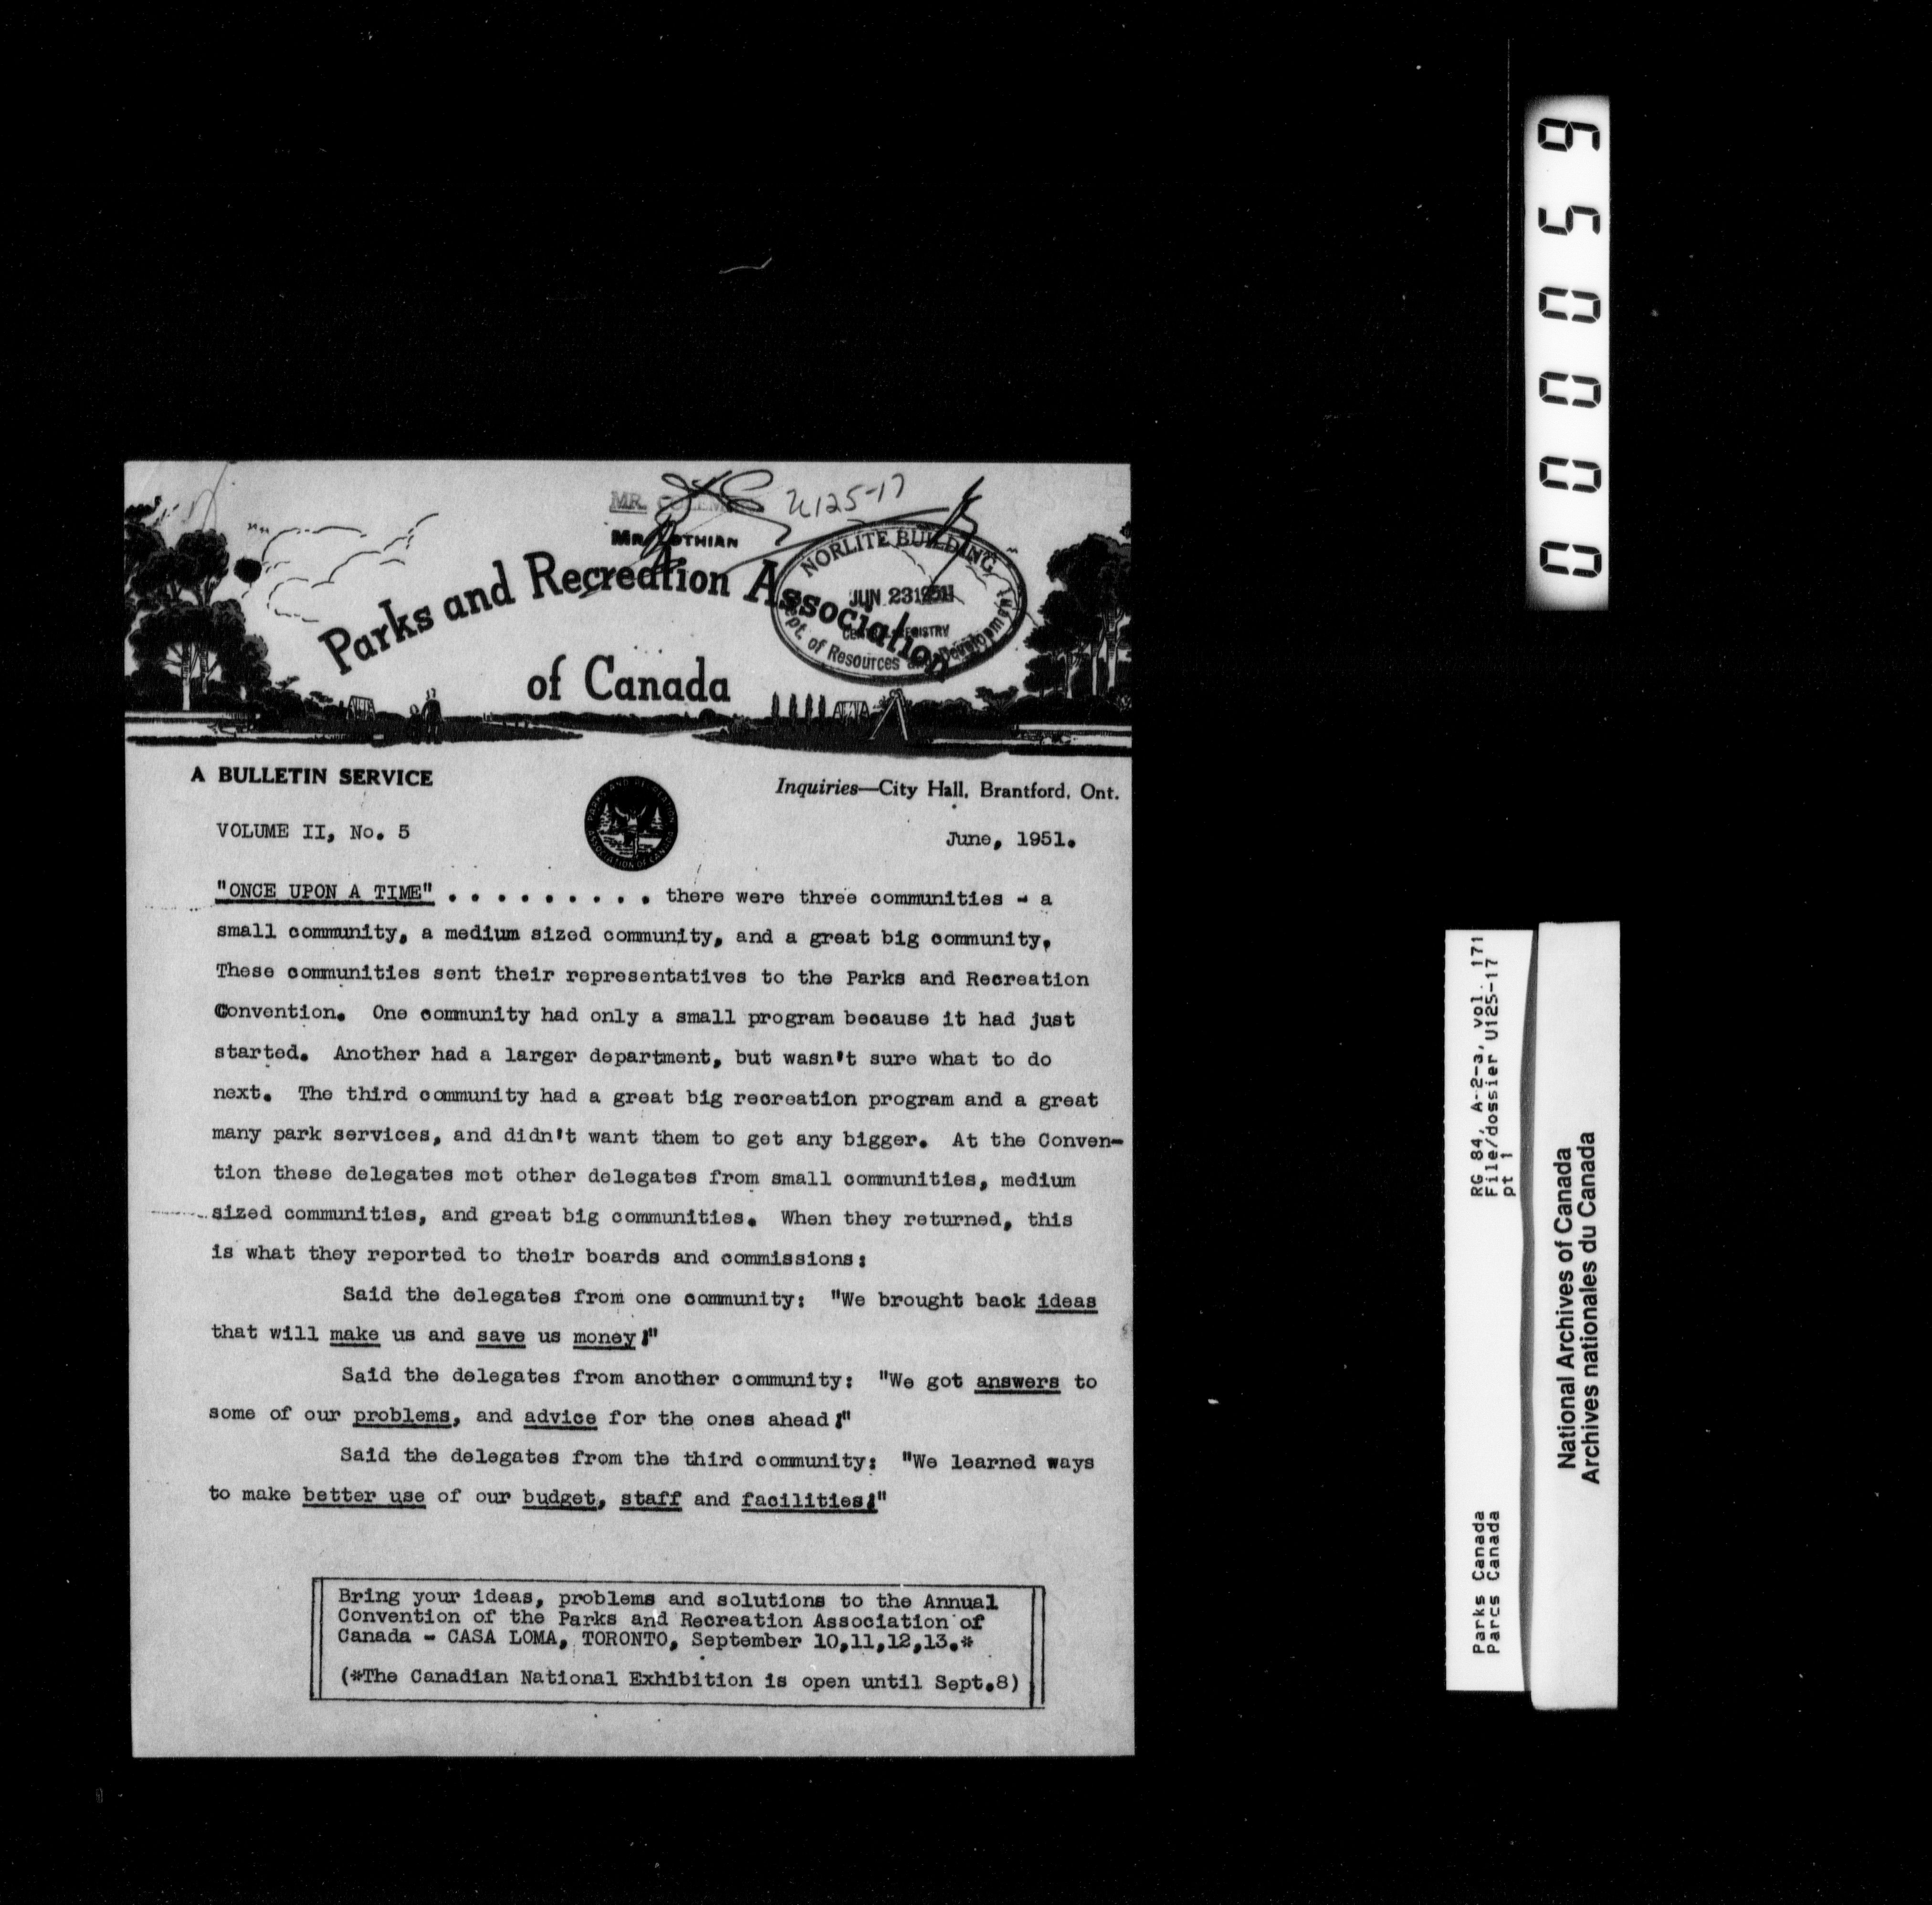 MR. COLEMAN
U125-17
MR. LOTHIAN
NORLITE BUILDING
JUN 23 1951
CENTRAL REGISTRY
Dept. of Resources and Development
Parks and Recreation Association
of Canada
A BULLETIN SERVICE
Inquiries—City Hall, Brantford, Ont.
PARKS AND RECREATION
ASSOCIATION OF CANADA
VOLUME II, No. 5
June, 1951.
"ONCE UPON A TIME" . . . . . . . . . there were three communities - a
small community, a medium sized community, and a great big community,
These communities sent their representatives to the Parks and Recreation
Convention. One community had only a small program because it had just
started. Another had a larger department, but wasn't sure what to do
next. The third community had a great big recreation program and a great
many park services, and didn't want them to get any bigger. At the Conven-
tion these delegates met other delegates from small communities, medium
sized communities, and great big communities. When they returned, this
is what they reported to their boards and commissions:
Said the delegates from one community: "We brought back ideas
that will make us and save us money!"
Said the delegates from another community: "We got answers to
some of our problems, and advice for the ones ahead!"
Said the delegates from the third community: "We learned ways
to make better use of our budget, staff and facilities!"
Bring your ideas, problems and solutions to the Annual
Convention of the Parks and Recreation Association of
Canada - CASA LOMA, TORONTO, September 10,11,12,13.*
(*The Canadian National Exhibition is open until Sept.8)
000059
RG 84, A-2-a, vol. 171
File/dossier U125-17
pt 1
Parks Canada
Parcs Canada
National Archives of Canada
Archives nationales du Canada